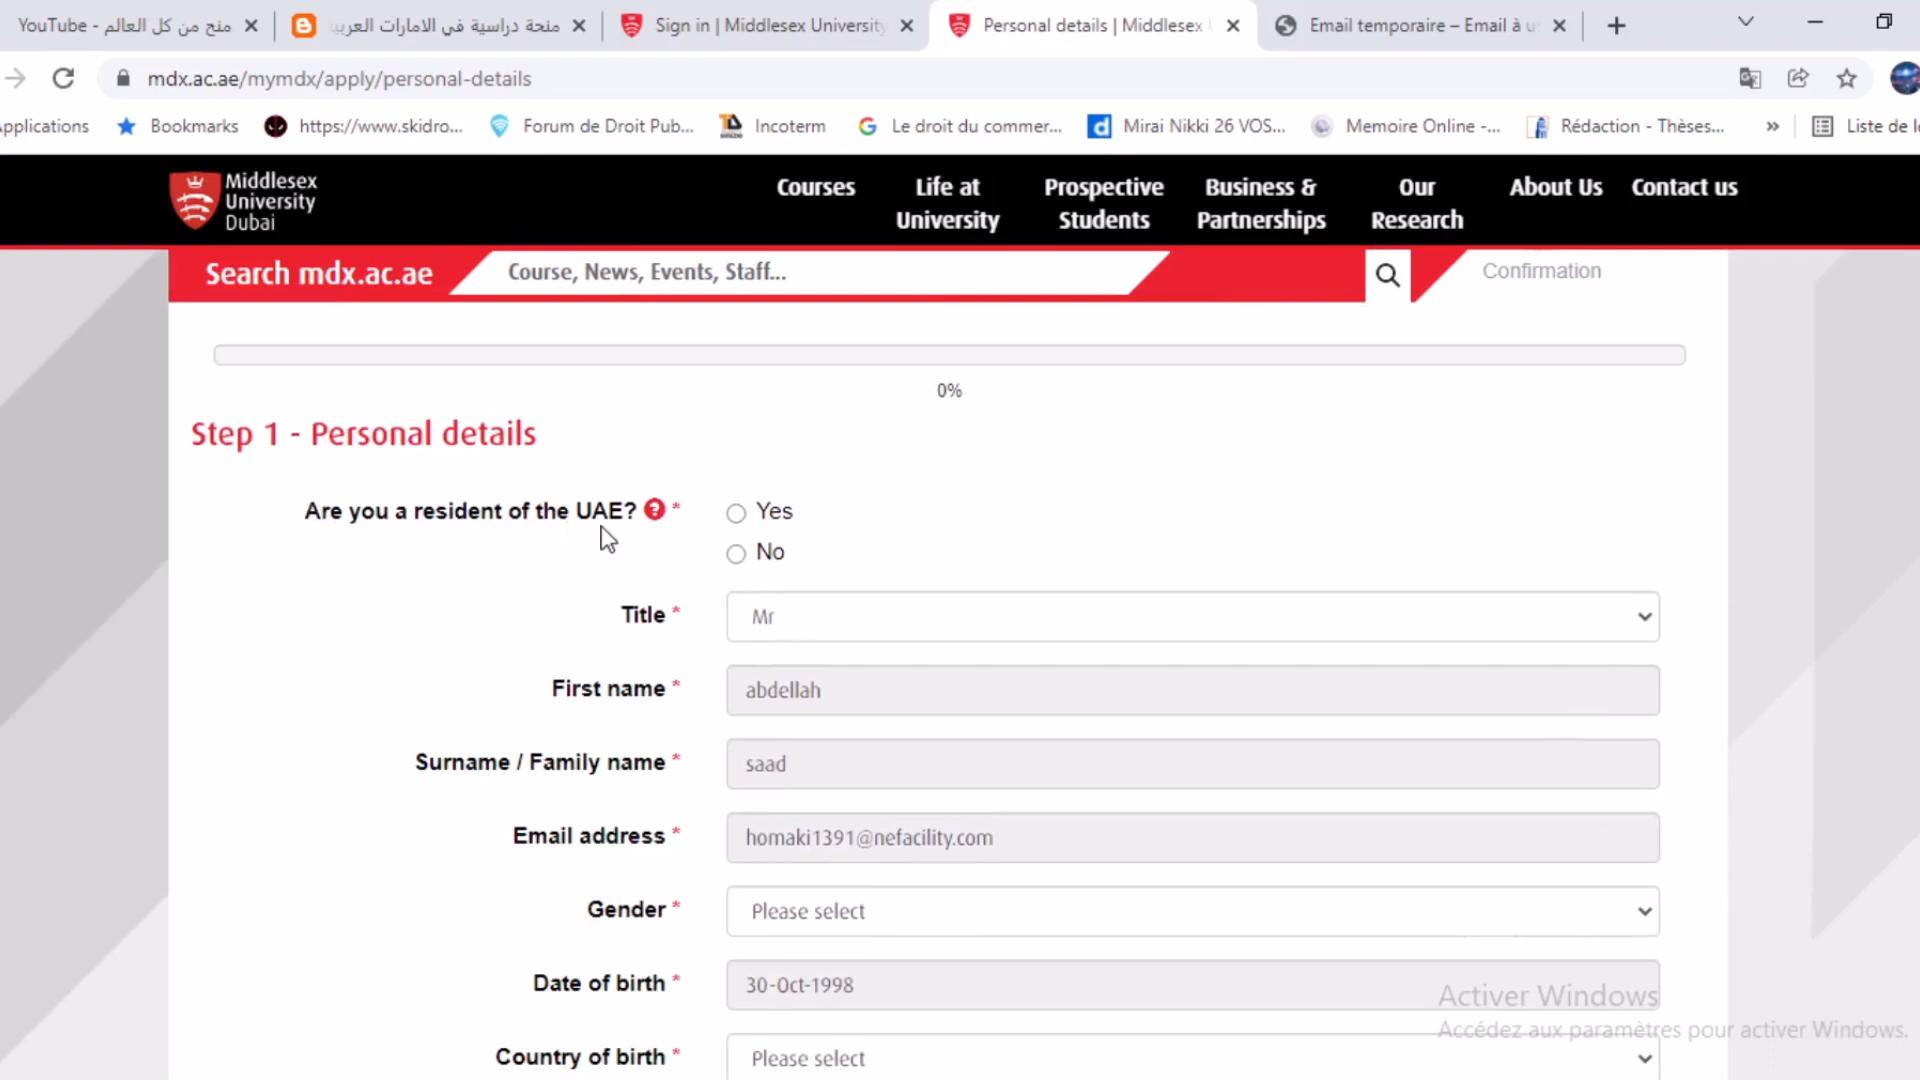 YouTube - منح من كل العالم
منحة دراسية في الامارات العربي
Sign in | Middlesex University
Personal details | Middlesex
Email temporaire – Email à
mdx.ac.ae/mymdx/apply/personal-details
pplications
Bookmarks
https://www.skidro...
Forum de Droit Pub...
Incoterm
Le droit du commer...
Mirai Nikki 26 VOS...
Memoire Online -...
Rédaction - Thèses...
»
Liste de
Middlesex
University
Dubai
Courses
Life at
University
Prospective
Students
Business &
Partnerships
Our
Research
About Us
Contact us
Search mdx.ac.ae
Course, News, Events, Staff...
Confirmation
0%
Step 1 - Personal details
Are you a resident of the UAE? ? *
Yes
No
Title *
Mr
First name *
abdellah
Surname / Family name *
saad
Email address *
homaki1391@nefacility.com
Gender *
Please select
Date of birth *
30-Oct-1998
Country of birth *
Please select
Activer Windows
Accédez aux paramètres pour activer Windows.